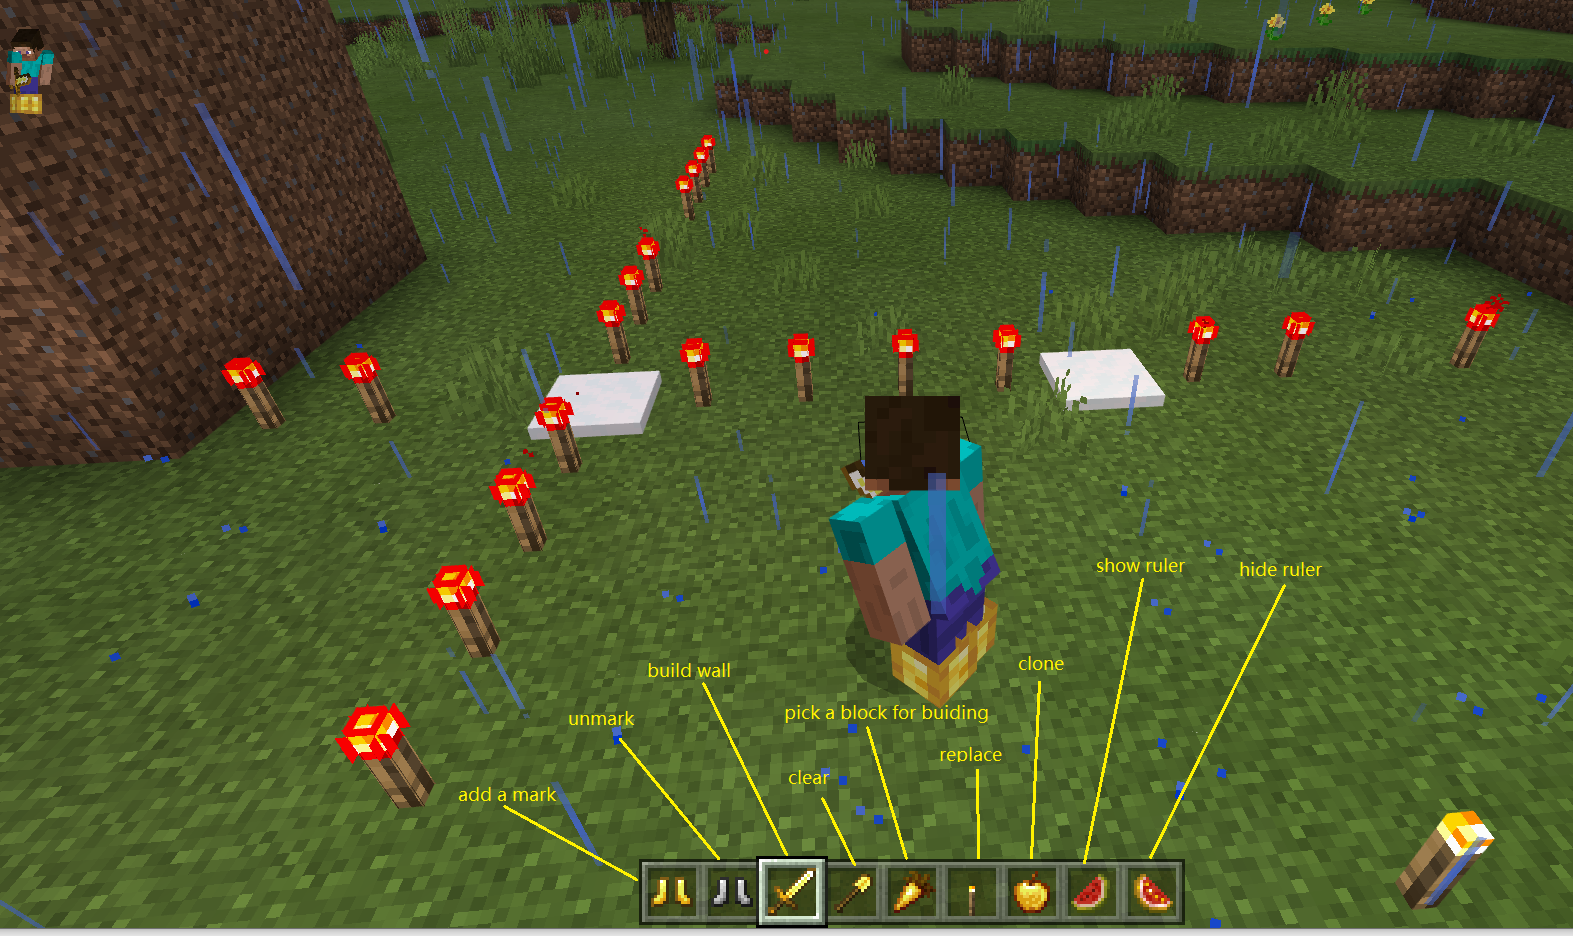 show ruler
hide ruler
build wall
clone
unmark
pick a block for buiding
replace
clear
add a mark